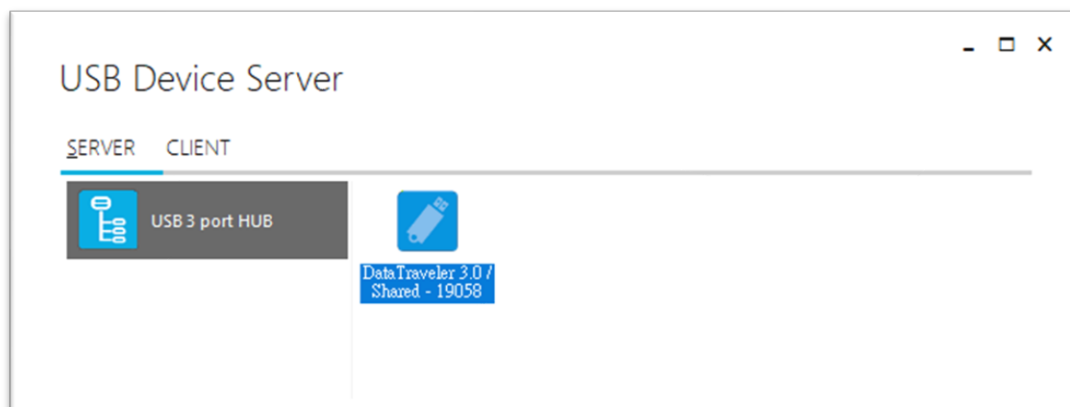 USB Device Server
SERVER CLIENT
USB 3 port HUB
DataTraveler 3.0 /
Shared - 19058